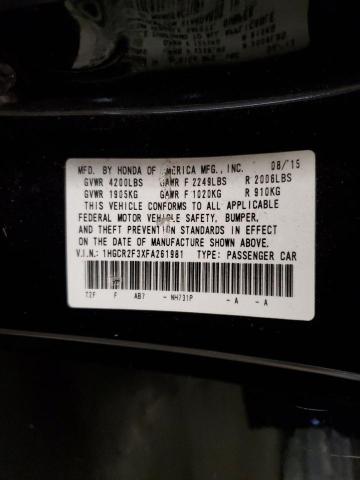 MFD. BY HONDA OF AMERICA MFG., INC. 08/15
GVWR 4200LBS GAWR F 2249LBS R 2006LBS
GVWR 1905KG GAWR F 1020KG R 910KG
THIS VEHICLE CONFORMS TO ALL APPLICABLE
FEDERAL MOTOR VEHICLE SAFETY, BUMPER,
AND THEFT PREVENTION STANDARDS IN EFFECT
ON THE DATE OF MANUFACTURE SHOWN ABOVE.
V.I.N.: 1HGCR2F3XFA261981 TYPE: PASSENGER CAR
72F F AB7 - NH731P - A - A